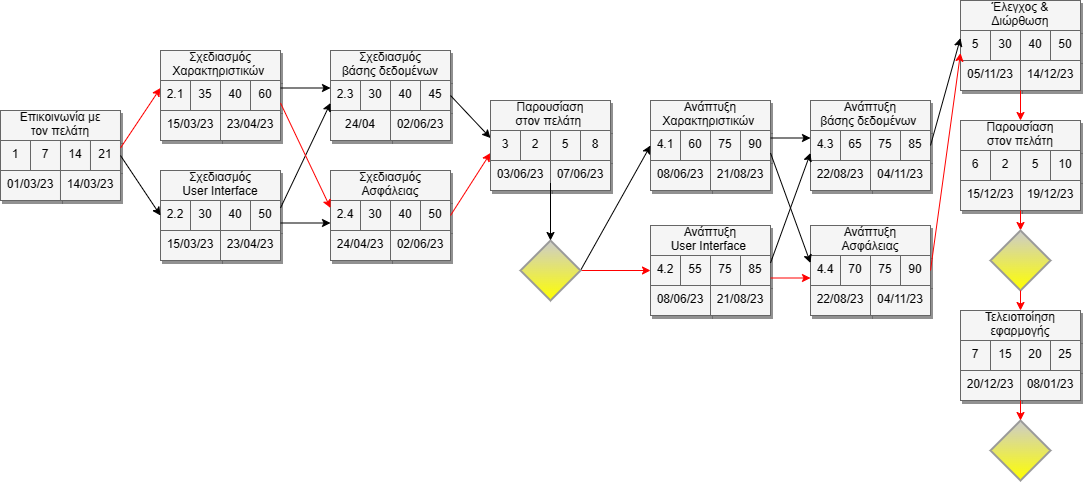 Επικοινωνία με
τον πελάτη
1 7 14 21
01/03/23 14/03/23
Σχεδιασμός
Χαρακτηριστικών
2.1 35 40 60
15/03/23 23/04/23
Σχεδιασμός
User Interface
2.2 30 40 50
15/03/23 23/04/23
Σχεδιασμός
βάσης δεδομένων
2.3 30 40 45
24/04 02/06/23
Σχεδιασμός
Ασφάλειας
2.4 30 40 50
24/04/23 02/06/23
Παρουσίαση
στον πελάτη
3 2 5 8
03/06/23 07/06/23
Ανάπτυξη
Χαρακτηριστικών
4.1 60 75 90
08/06/23 21/08/23
Ανάπτυξη
User Interface
4.2 55 75 85
08/06/23 21/08/23
Ανάπτυξη
βάσης δεδομένων
4.3 65 75 85
22/08/23 04/11/23
Ανάπτυξη
Ασφάλειας
4.4 70 75 90
22/08/23 04/11/23
Έλεγχος &
Διώρθωση
5 30 40 50
05/11/23 14/12/23
Παρουσίαση
στον πελάτη
6 2 5 10
15/12/23 19/12/23
Τελειοποίηση
εφαρμογής
7 15 20 25
20/12/23 08/01/23